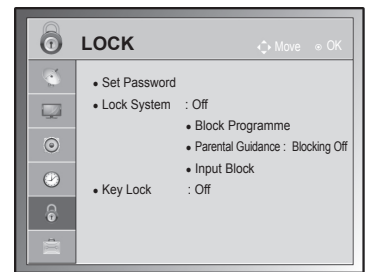 LOCK
Move OK
• Set Password
• Lock System : Off
• Block Programme
• Parental Guidance : Blocking Off
• Input Block
• Key Lock : Off